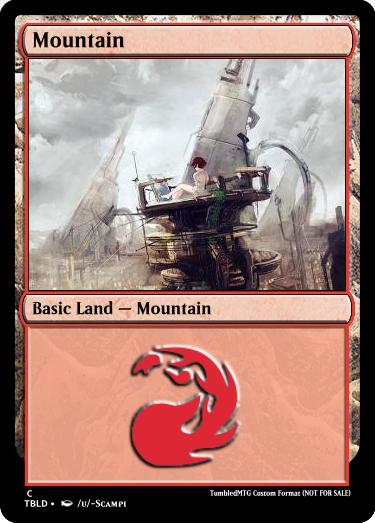 Mountain
Basic Land — Mountain
C
TBLD • /u/-Scampi
TumbledMTG Custom Format (NOT FOR SALE)